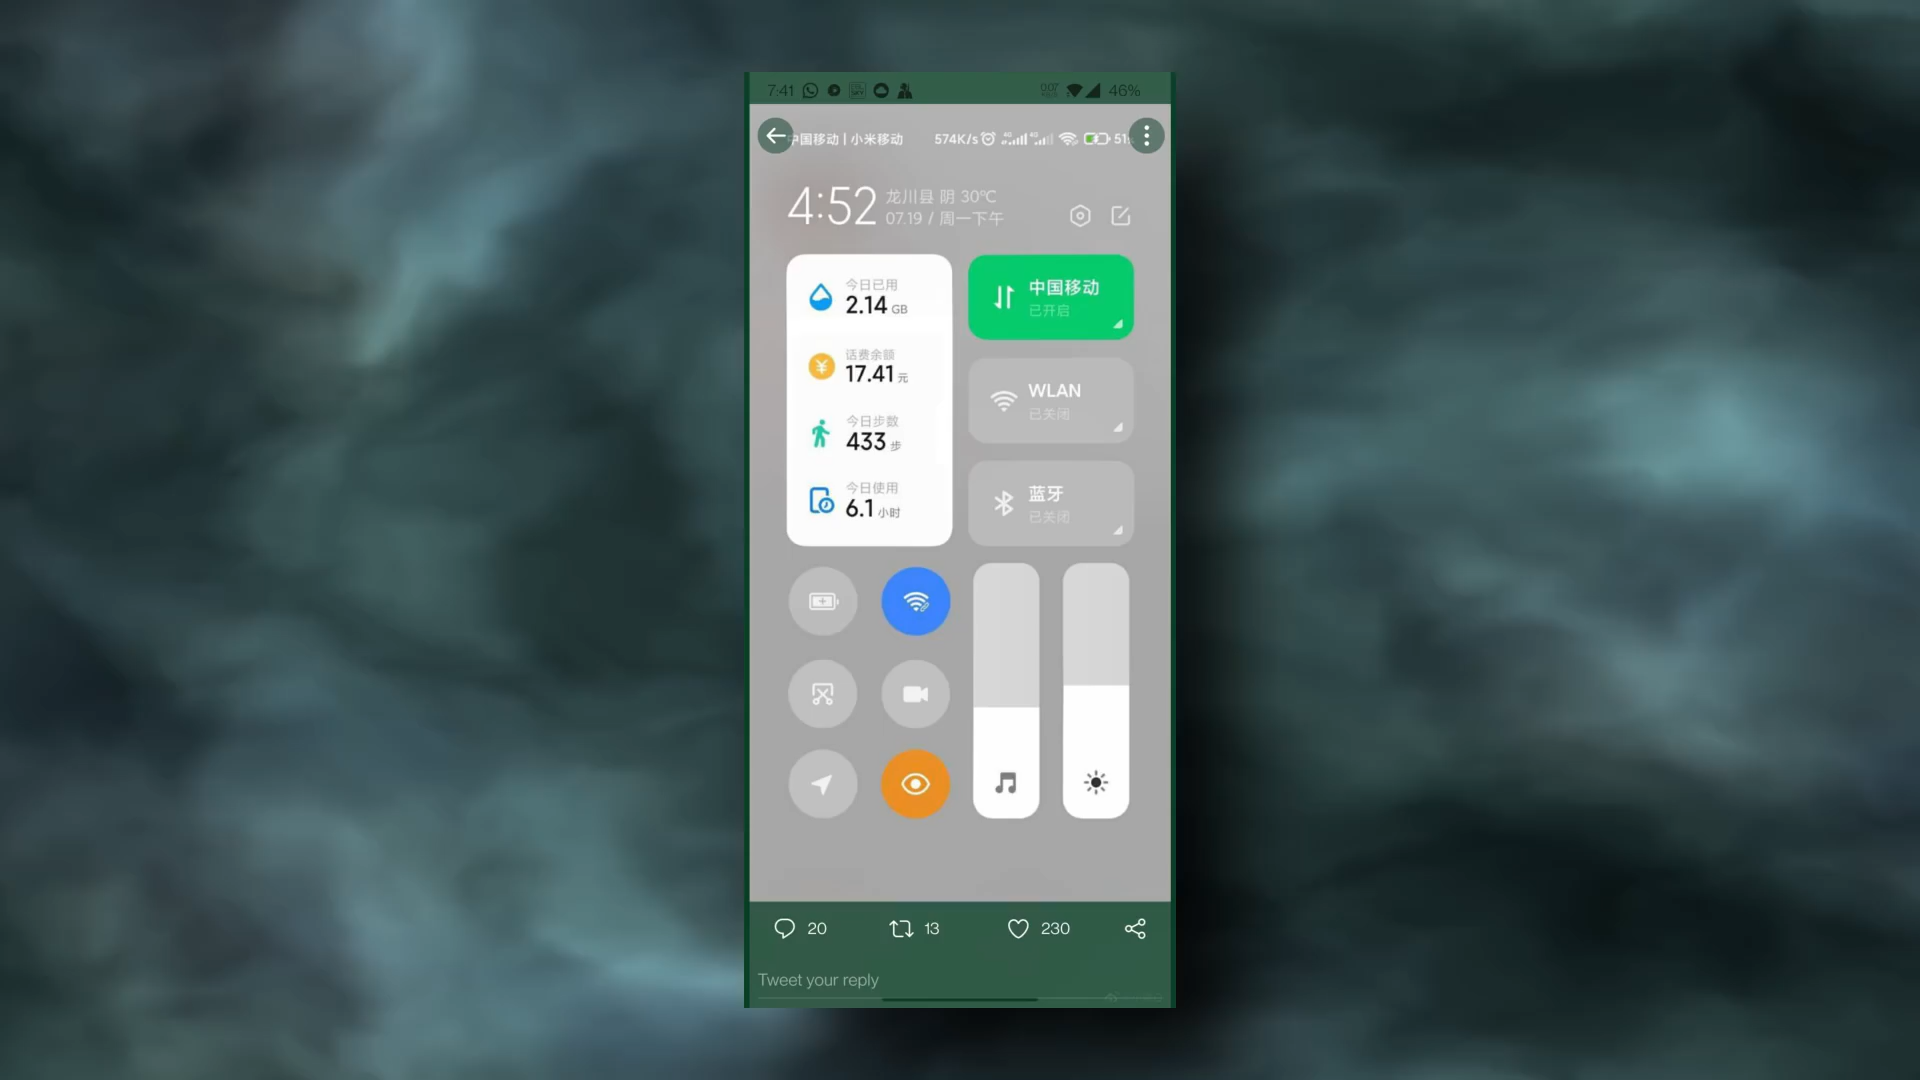 7:41
46%
中国移动 | 小米移动
574K/s
4:52
龙川县 阴 30℃
07.19 / 周一下午
今日已用
2.14 GB
话费余额
17.41 元
今日步数
433 步
今日使用
6.1 小时
中国移动
已开启
WLAN
已关闭
蓝牙
已关闭
20
13
230
Tweet your reply